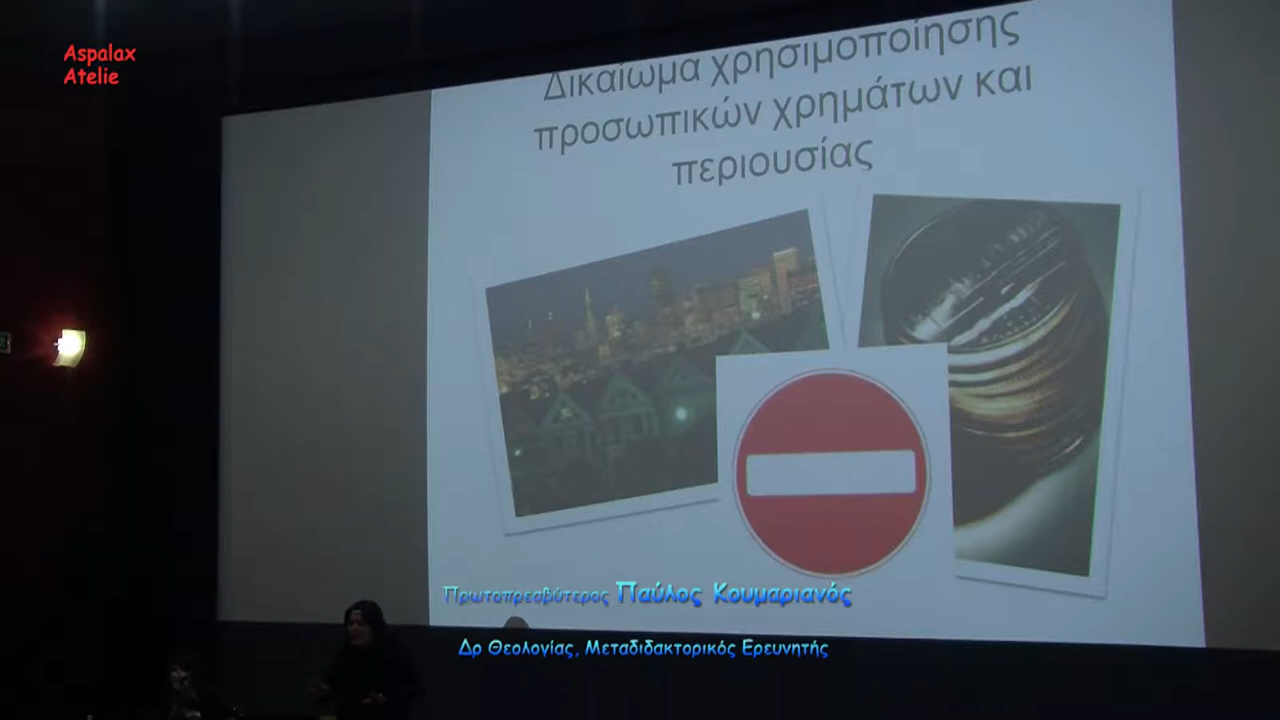 Aspalax
Atelie
Δικαίωμα χρησιμοποίησης
προσωπικών χρημάτων και
περιουσίας
Πρωτοπρεσβύτερος Παύλος Κουμαριανός
Δρ Θεολογίας, Μεταδιδακτορικός Ερευνητής